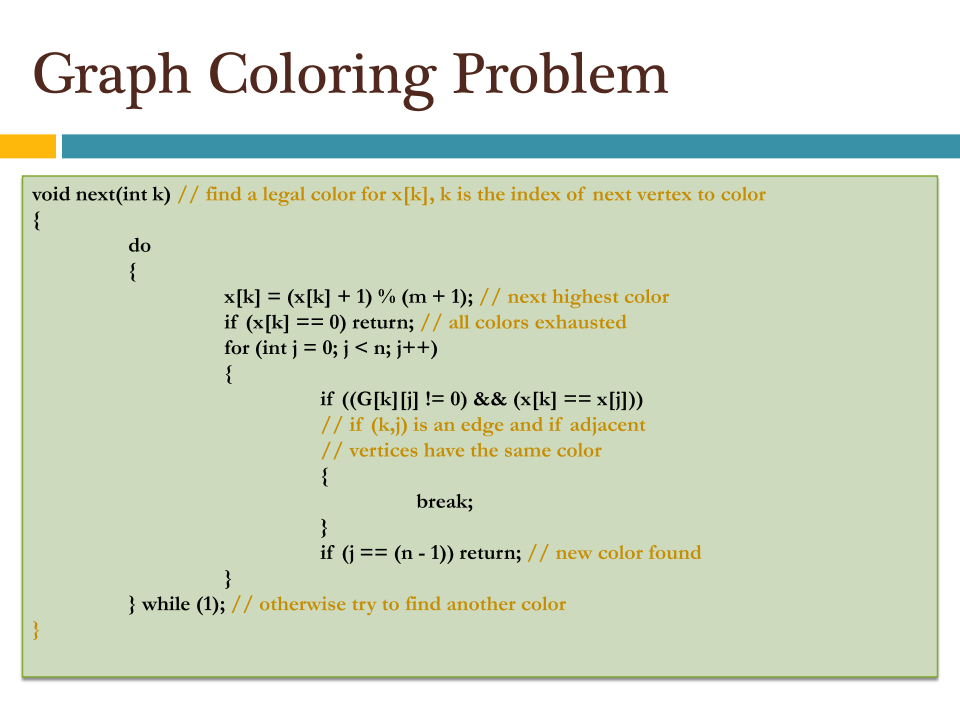 Graph Coloring Problem
void next(int k) // find a legal color for x[k], k is the index of next vertex to color
{
do
{
x[k] = (x[k] + 1) % (m + 1); // next highest color
if (x[k] == 0) return; // all colors exhausted
for (int j = 0; j < n; j++)
{
if ((G[k][j] != 0) && (x[k] == x[j]))
// if (k,j) is an edge and if adjacent
// vertices have the same color
{
break;
}
if (j == (n - 1)) return; // new color found
}
} while (1); // otherwise try to find another color
}